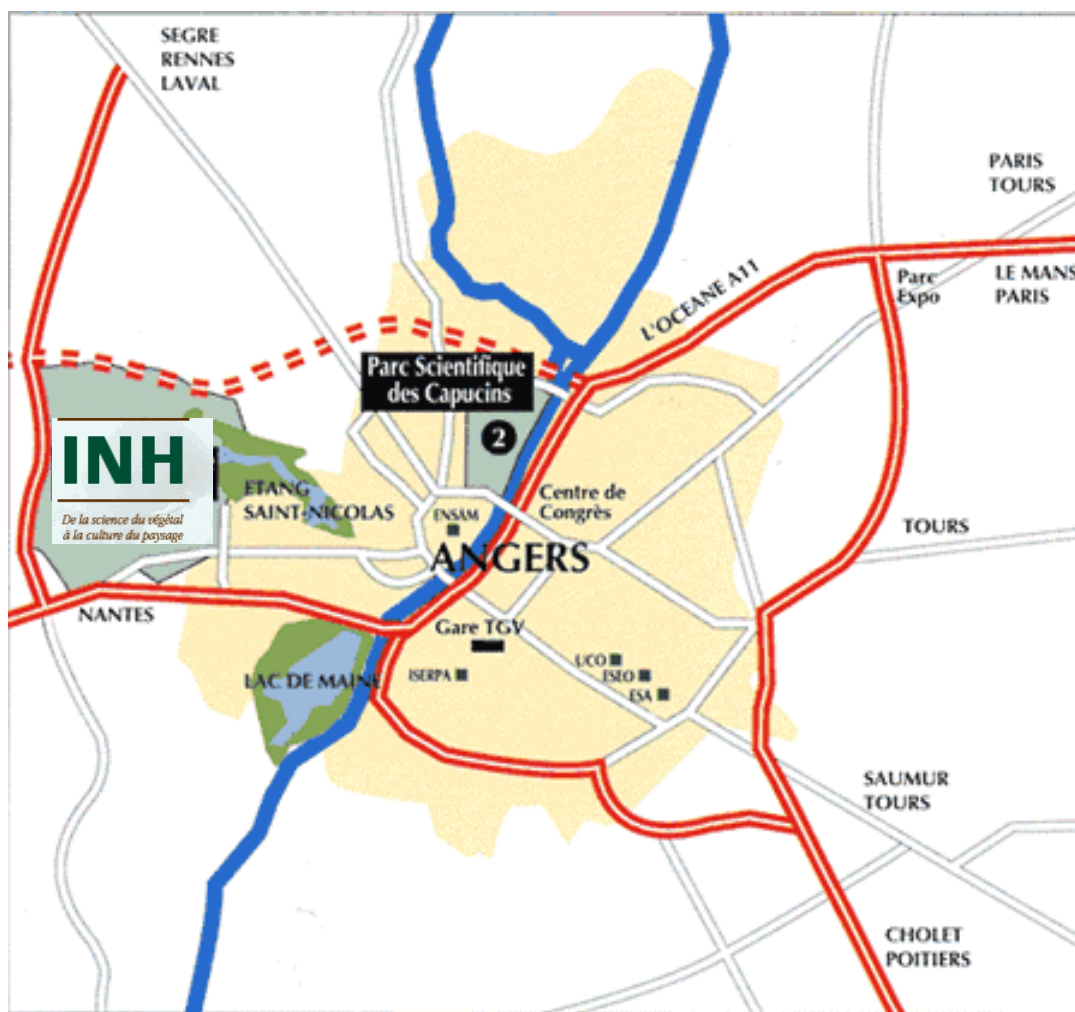 SEGRE
RENNES
LAVAL
PARIS
TOURS
L'OCEANE A11
Parc
Expo
LE MANS
PARIS
Parc Scientifique
des Capucins
2
INH
De la science du végétal
à la culture du paysage
ETANG
SAINT-NICOLAS
ENSAM
Centre de
Congrès
ANGERS
TOURS
NANTES
Gare TGV
LAC DE MAINE
ISERPA
UCO
ESEO
ESA
SAUMUR
TOURS
CHOLET
POITIERS